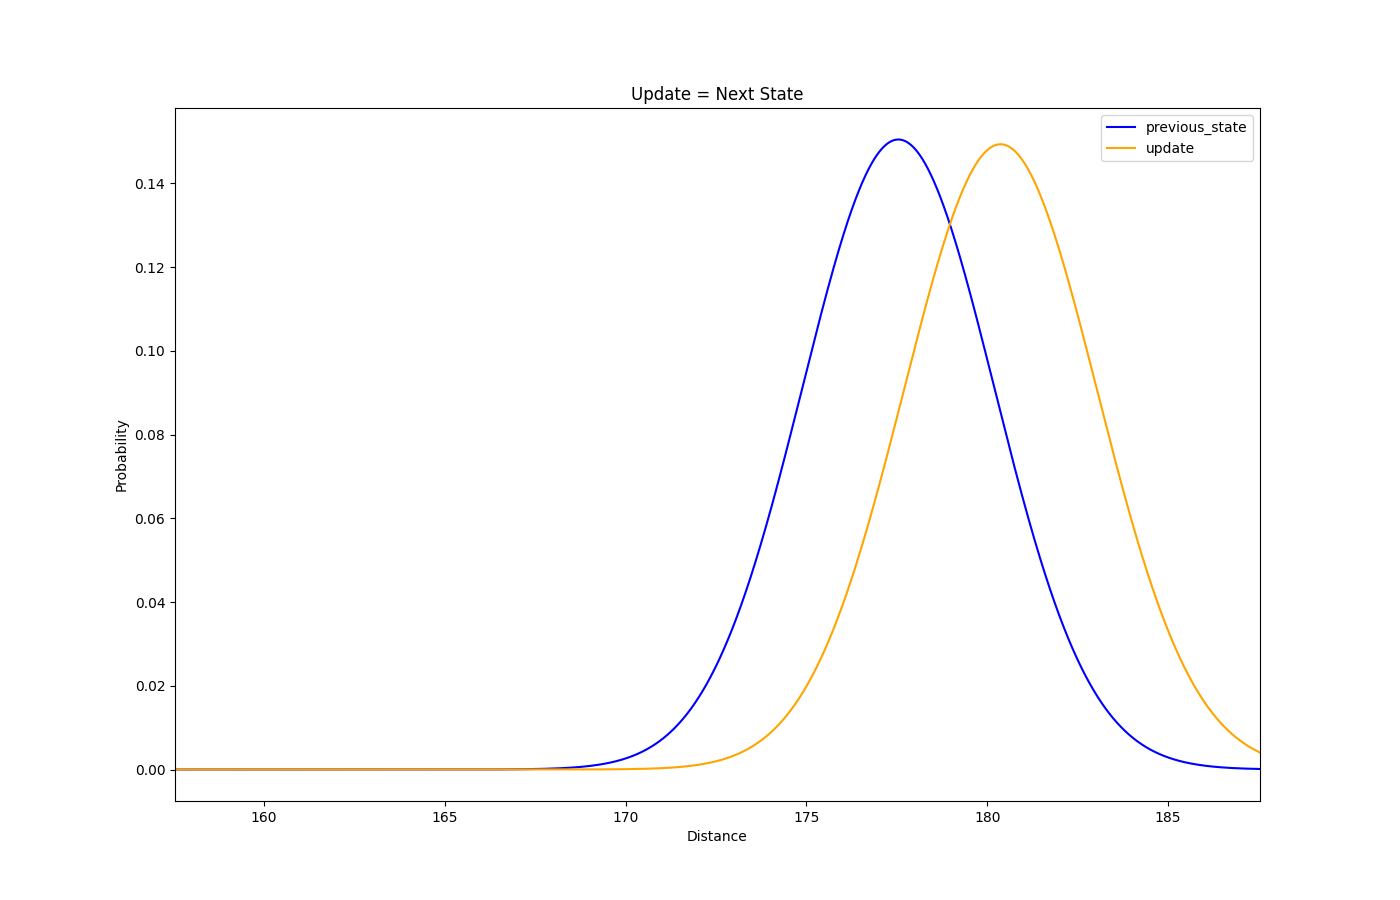 Update = Next State
previous_state
update
0.14
0.12
0.10
0.08
0.06
0.04
0.02
0.00
Probability
160
165
170
175
180
185
Distance